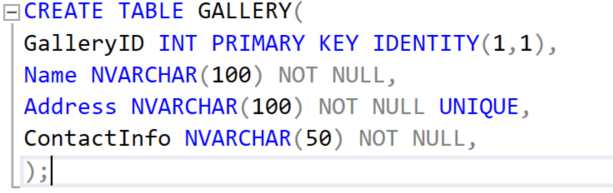 CREATE TABLE GALLERY(
GalleryID INT PRIMARY KEY IDENTITY(1,1),
Name NVARCHAR(100) NOT NULL,
Address NVARCHAR(100) NOT NULL UNIQUE,
ContactInfo NVARCHAR(50) NOT NULL,
);